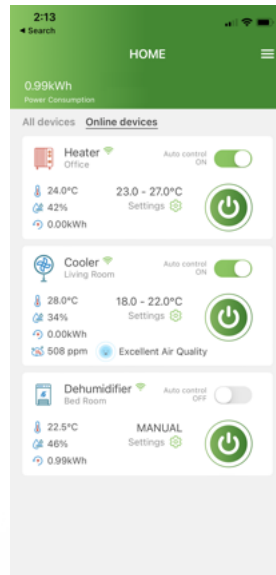 2:13
◀ Search
HOME
0.99kWh
Power Consumption
All devices Online devices
Heater
Office
Auto control
ON
24.0°C
23.0 - 27.0°C
42%
Settings
0.00kWh
Cooler
Living Room
Auto control
ON
28.0°C
18.0 - 22.0°C
34%
Settings
0.00kWh
508 ppm Excellent Air Quality
Dehumidifier
Bed Room
Auto control
OFF
22.5°C
MANUAL
46%
Settings
0.99kWh